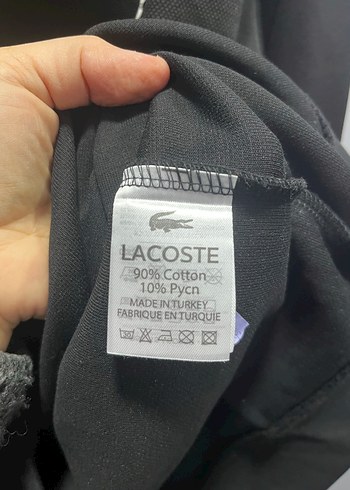 LACOSTE
90% Cotton
10% Pycn
MADE IN TURKEY
FABRIQUE EN TURQUIE